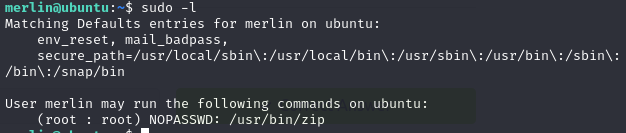 merlin@ubuntu:~$ sudo -l
Matching Defaults entries for merlin on ubuntu:
    env_reset, mail_badpass,
    secure_path=/usr/local/sbin\:/usr/local/bin\:/usr/sbin\:/usr/bin\:/sbin\:
/bin\:/snap/bin

User merlin may run the following commands on ubuntu:
    (root : root) NOPASSWD: /usr/bin/zip
merlin@ubuntu:~$